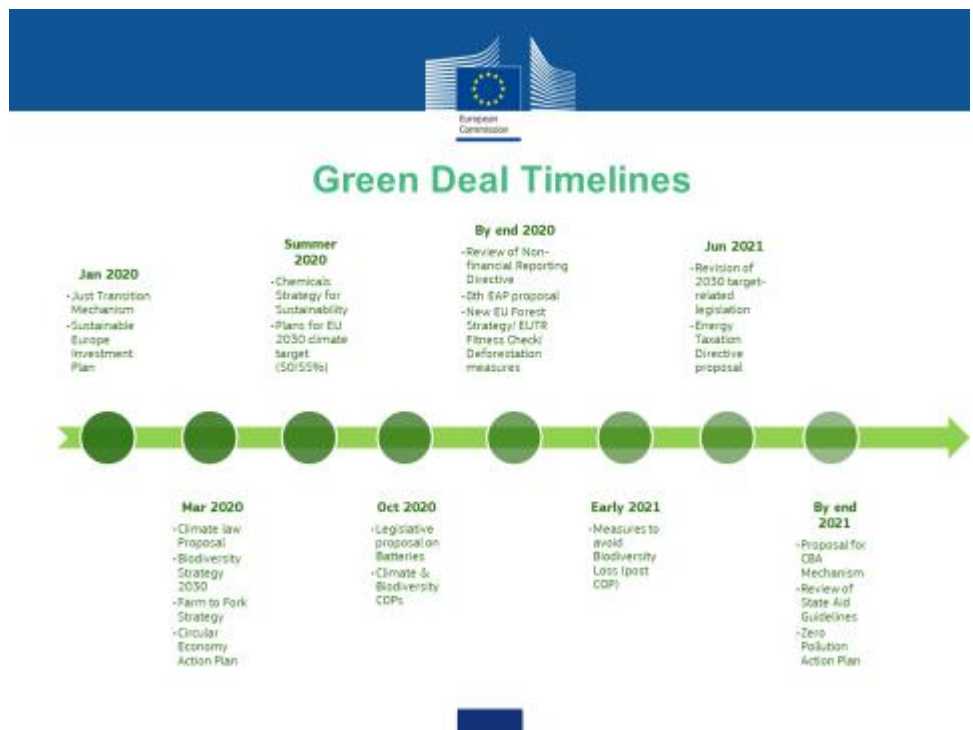 European
Commission
Green Deal Timelines
Jan 2020
-Just Transition
Mechanism
-Sustainable
Europe
Investment
Plan
Mar 2020
-Climate law
Proposal
-Biodiversity
Strategy
2030
-Farm to Fork
Strategy
-Circular
Economy
Action Plan
Summer
2020
-Chemicals
Strategy for
Sustainability
-Plans for EU
2030 climate
target
(50/55%)
Oct 2020
-Legislative
proposal on
Batteries
-Climate &
Biodiversity
COPs
By end 2020
-Review of Non-
financial Reporting
Directive
-8th EAP proposal
-New EU Forest
Strategy/ EUTR
Fitness Check/
Deforestation
measures
Early 2021
-Measures to
avoid
Biodiversity
Loss (post
COP)
Jun 2021
-Revision of
2030 target-
related
legislation
-Energy
Taxation
Directive
proposal
By end
2021
-Proposal for
CBA
Mechanism
-Review of
State Aid
Guidelines
-Zero
Pollution
Action Plan